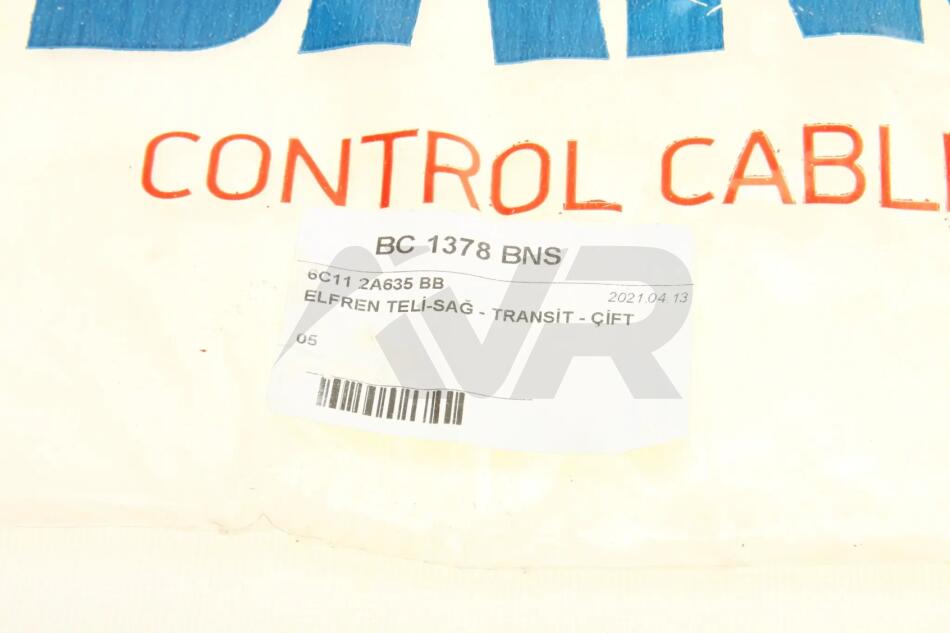 CONTROL CABL
BC 1378 BNS
6C11 2A635 BB
2021.04.13
ELFREN TELİ-SAĞ - TRANSİT - ÇİFT
05